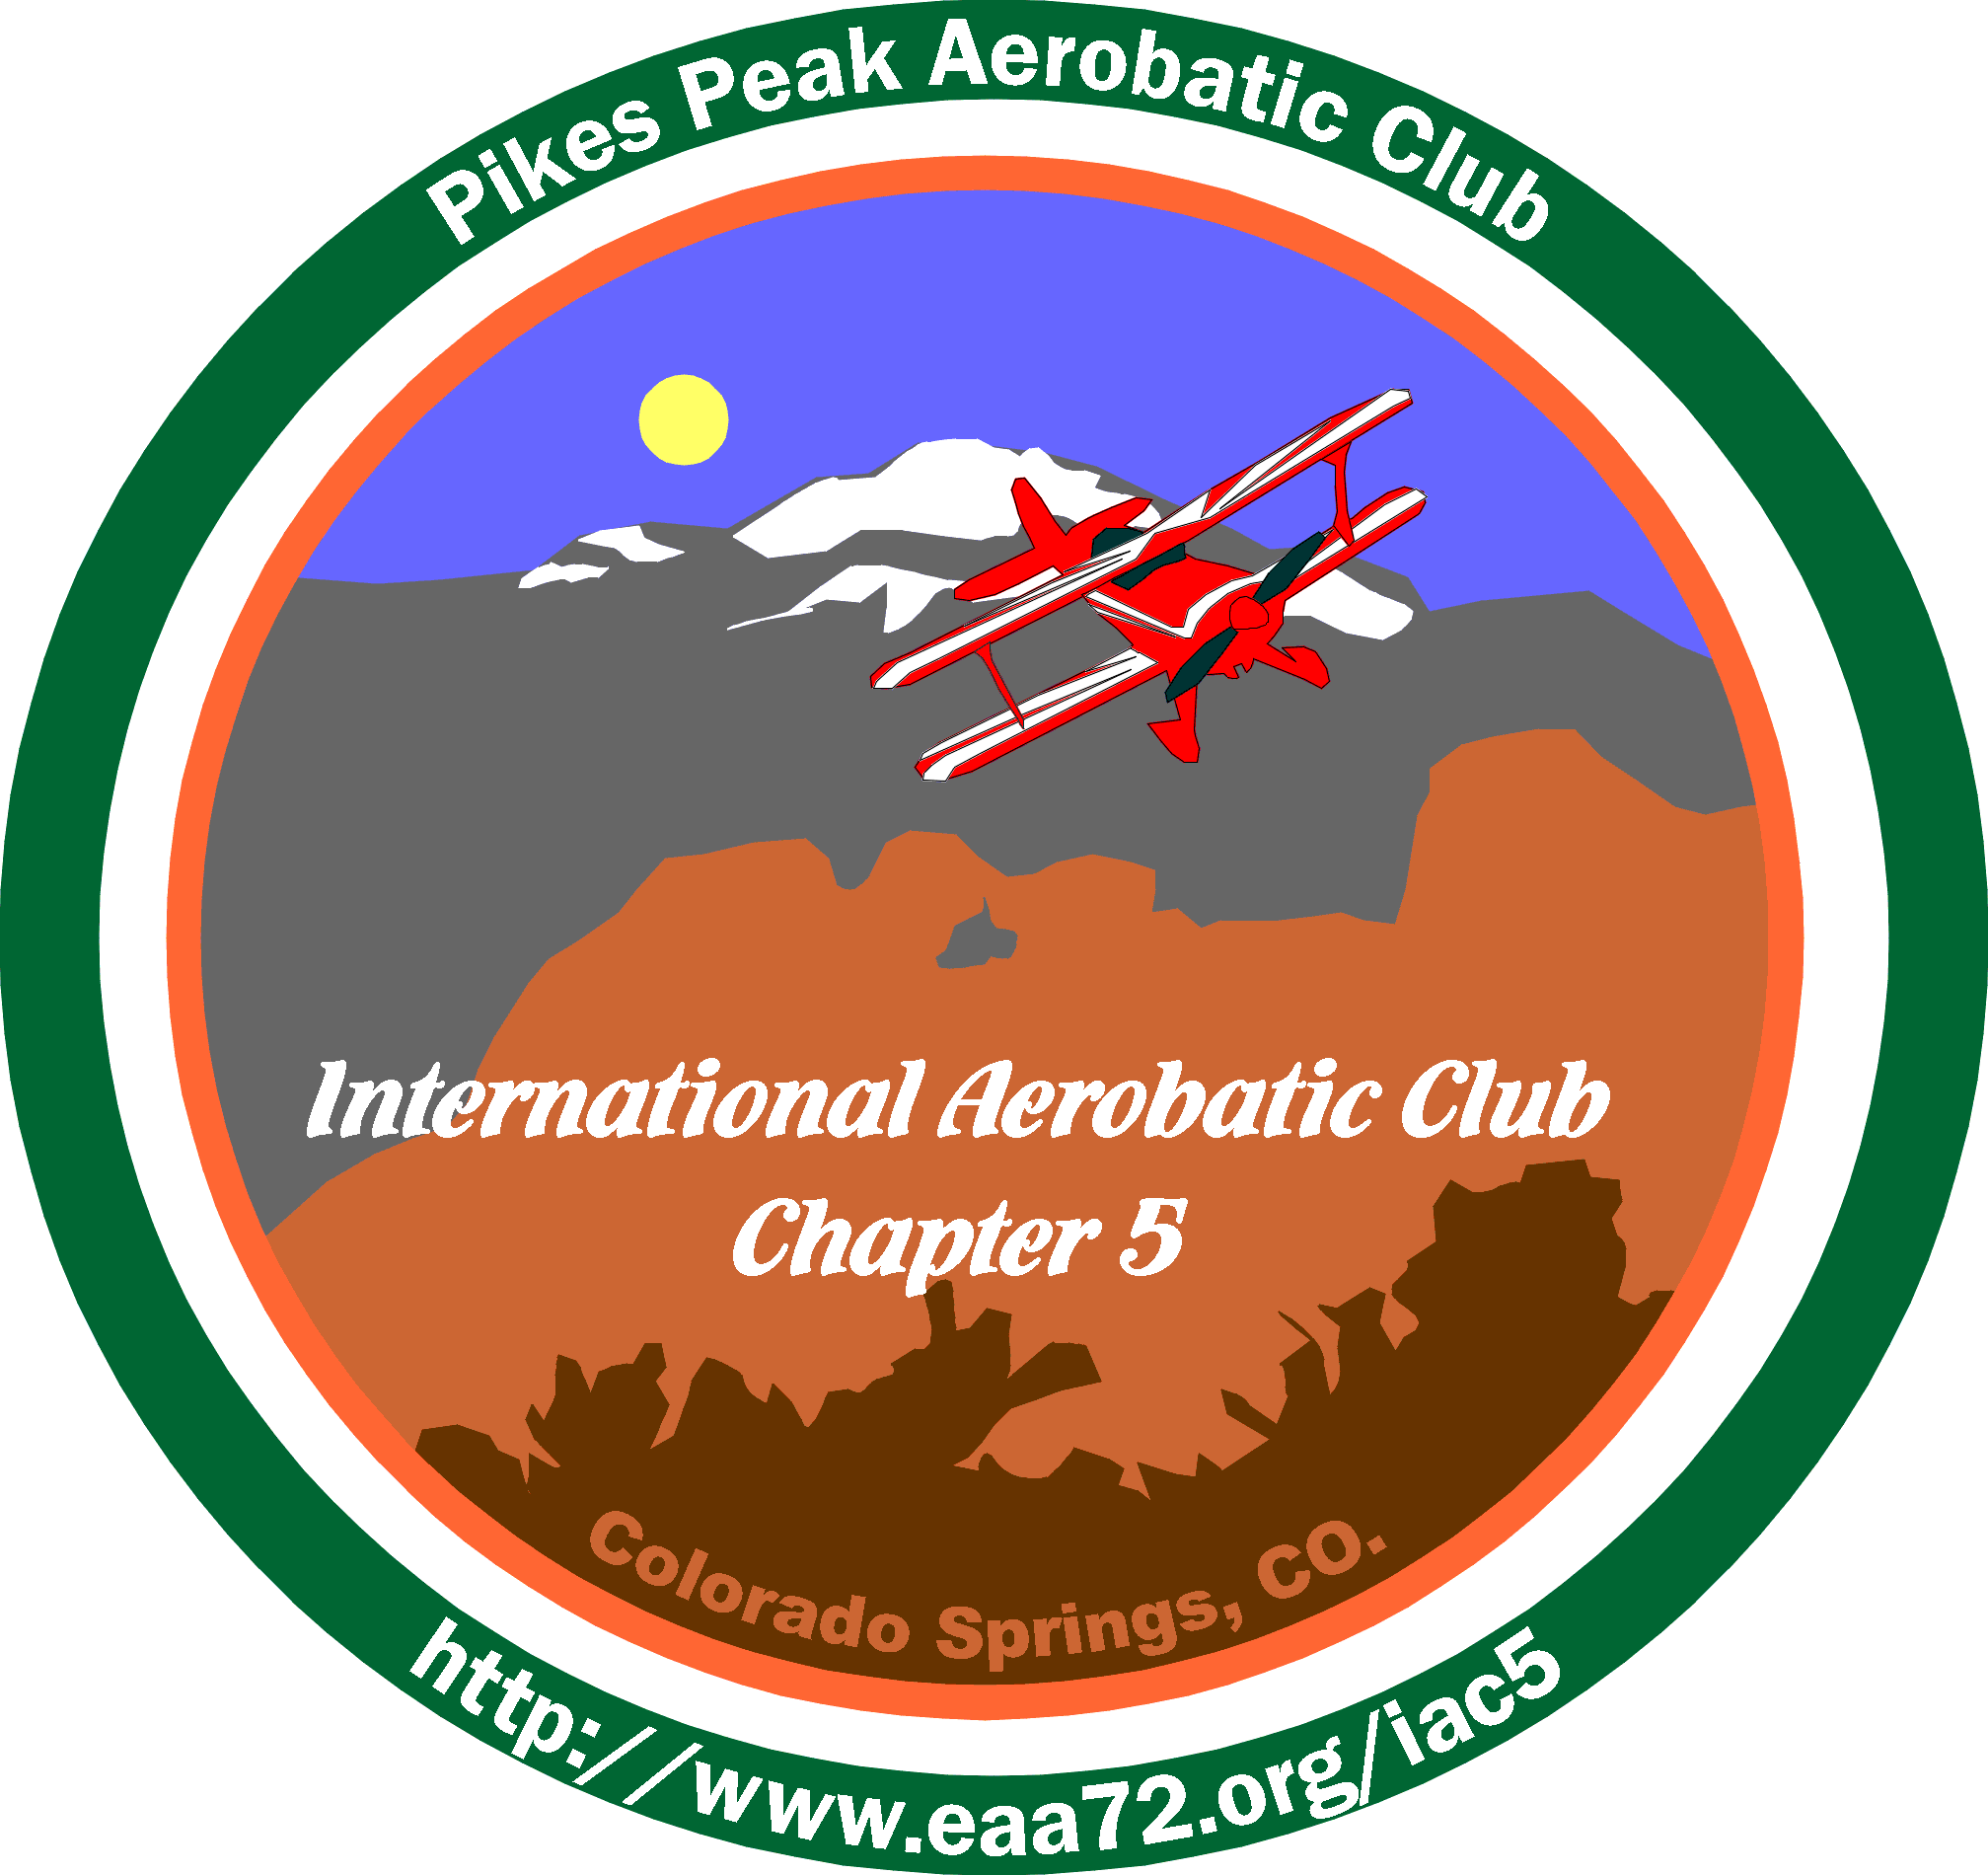 Pikes Peak Aerobatic Club
International Aerobatic Club
Chapter 5
Colorado Springs, CO.
http://www.eaa72.org/iac5